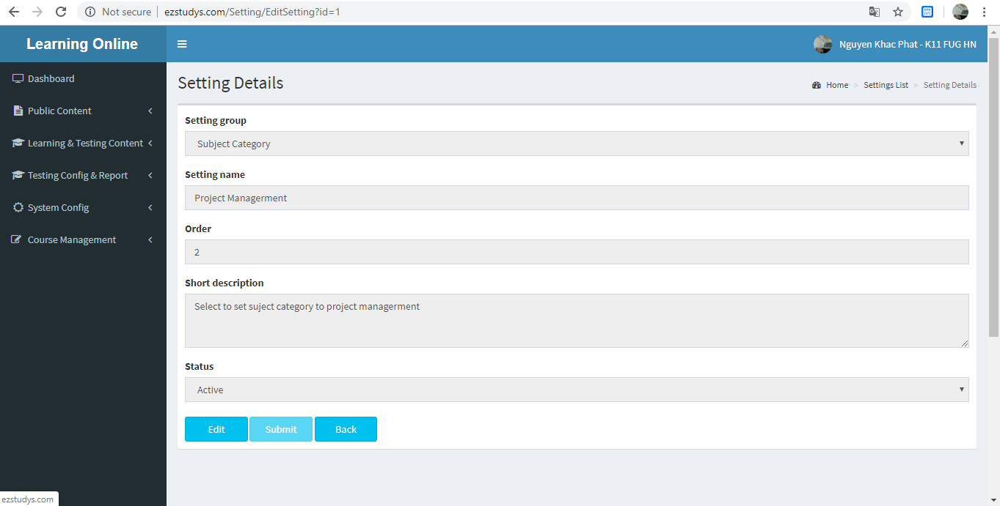 Not secure
ezstudys.com/Setting/EditSetting?id=1
Learning Online
Nguyen Khac Phat - K11 FUG HN
Dashboard
Public Content
Learning & Testing Content
Testing Config & Report
System Config
Course Management
Setting Details
Home > Settings List > Setting Details
Setting group
Subject Category
Setting name
Project Managerment
Order
2
Short description
Select to set suject category to project managerment
Status
Active
Edit
Submit
Back
ezstudys.com